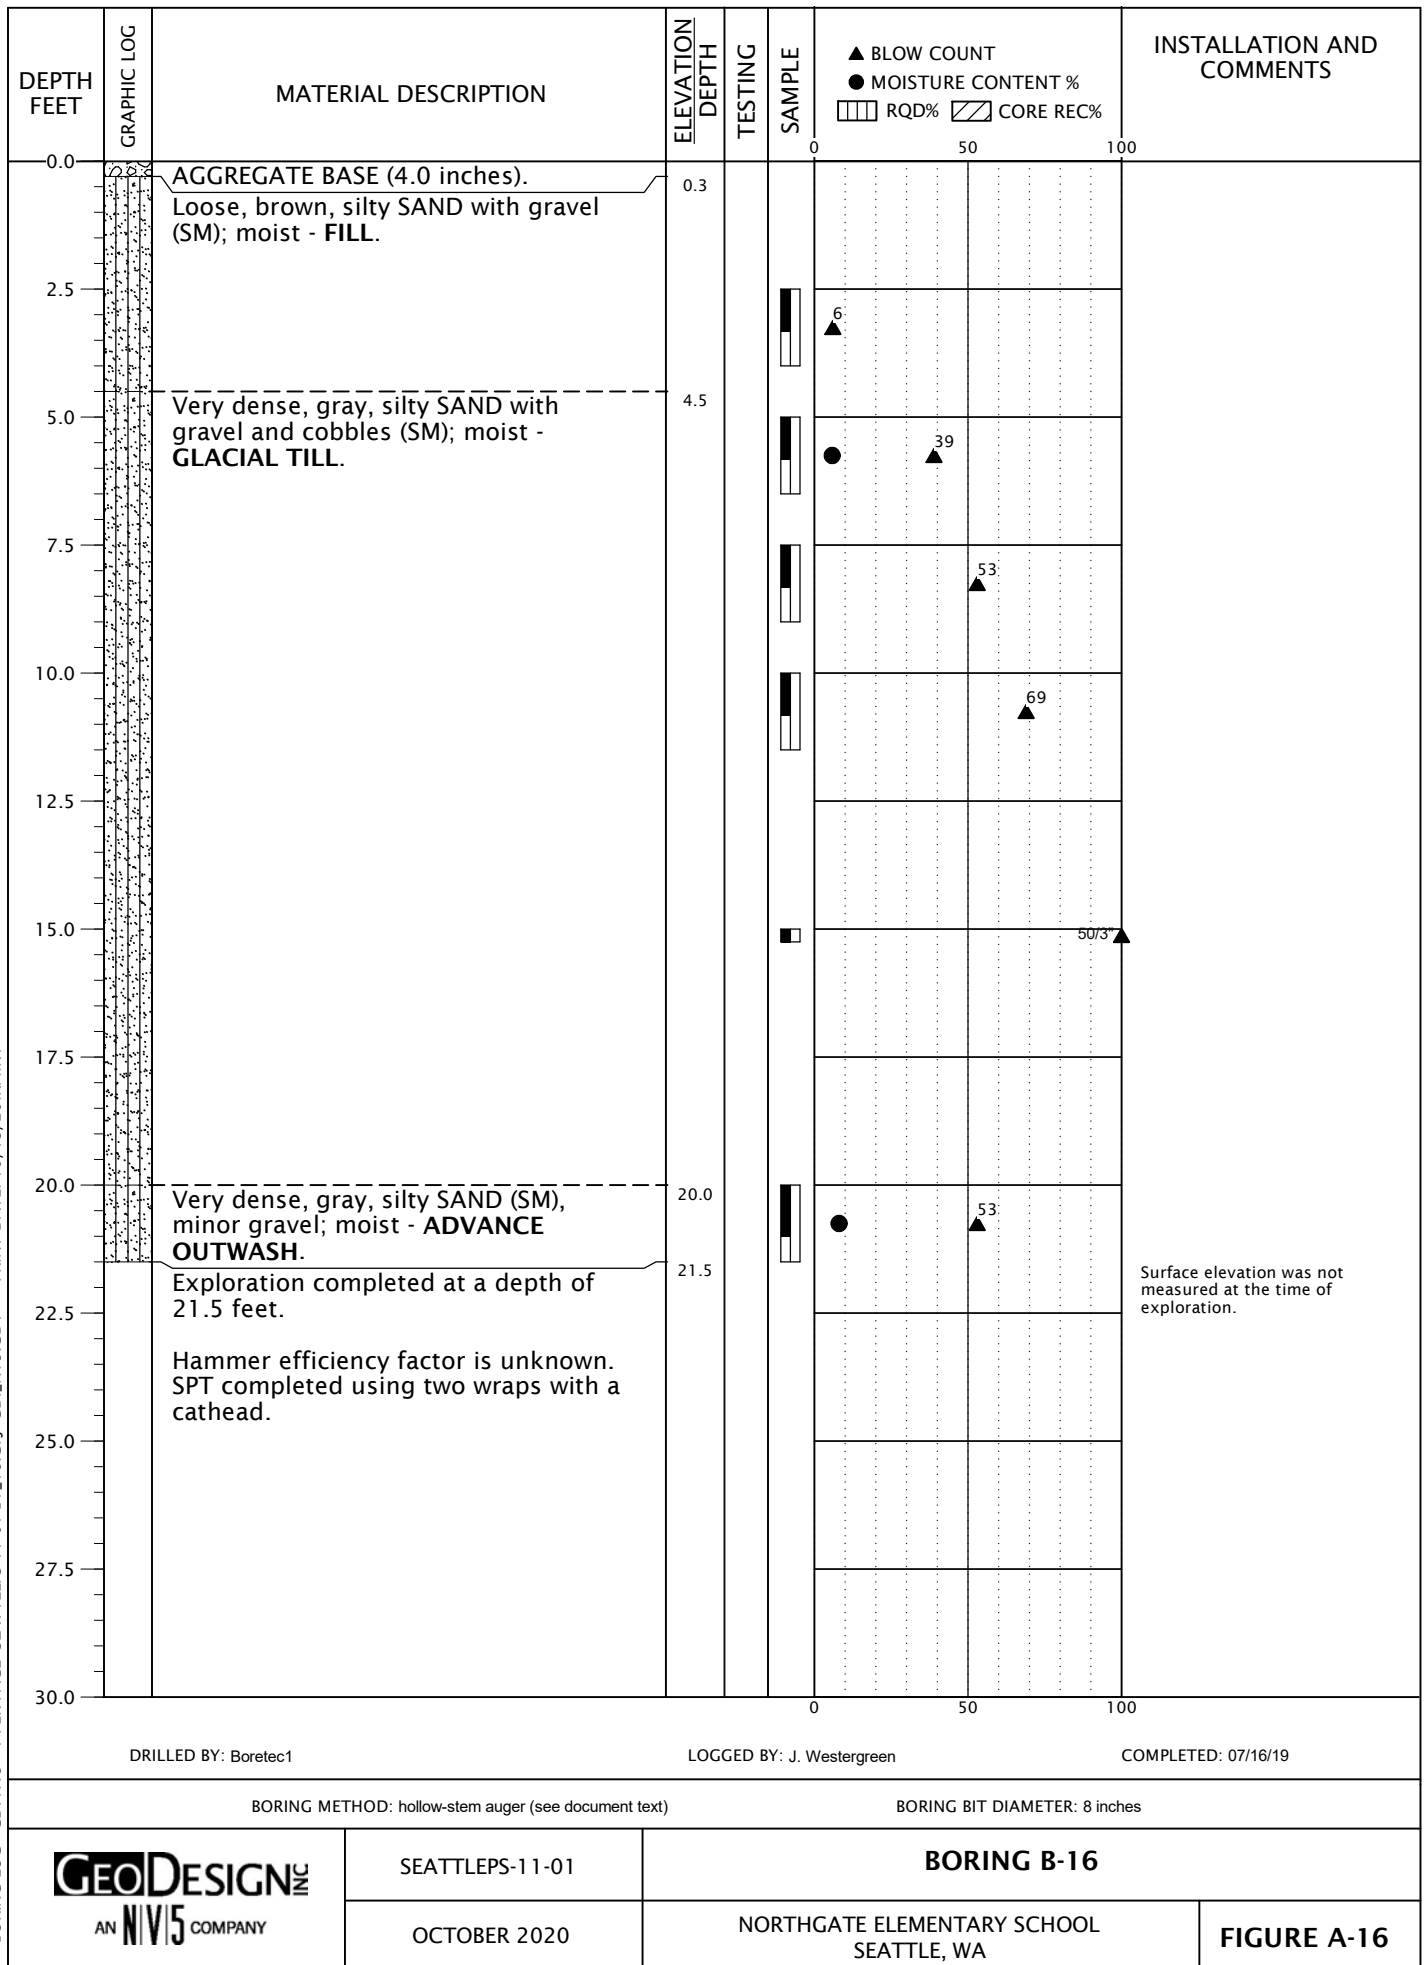 DEPTH
FEET
GRAPHIC LOG
MATERIAL DESCRIPTION
ELEVATION
DEPTH
TESTING
SAMPLE
▲ BLOW COUNT
● MOISTURE CONTENT %
RQD% CORE REC%
INSTALLATION AND
COMMENTS
0 50 100
0.0
AGGREGATE BASE (4.0 inches).
0.3
Loose, brown, silty SAND with gravel
(SM); moist - FILL.
2.5
6
4.5
Very dense, gray, silty SAND with
gravel and cobbles (SM); moist -
GLACIAL TILL.
5.0
39
7.5
53
10.0
69
12.5
15.0
50/3"
17.5
20.0
20.0
Very dense, gray, silty SAND (SM),
minor gravel; moist - ADVANCE
OUTWASH.
53
21.5
Exploration completed at a depth of
21.5 feet.
Surface elevation was not
measured at the time of
exploration.
22.5
Hammer efficiency factor is unknown.
SPT completed using two wraps with a
cathead.
25.0
27.5
30.0
0 50 100
DRILLED BY: Boretec1
LOGGED BY: J. Westergreen
COMPLETED: 07/16/19
BORING METHOD: hollow-stem auger (see document text)
BORING BIT DIAMETER: 8 inches
GEODESIGN INC
AN NV5 COMPANY
SEATTLEPS-11-01
OCTOBER 2020
BORING B-16
NORTHGATE ELEMENTARY SCHOOL
SEATTLE, WA
FIGURE A-16